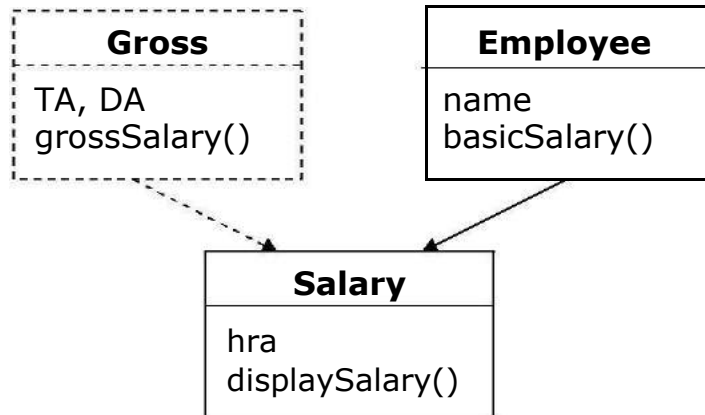 Gross
TA, DA
grossSalary()
Employee
name
basicSalary()
Salary
hra
displaySalary()